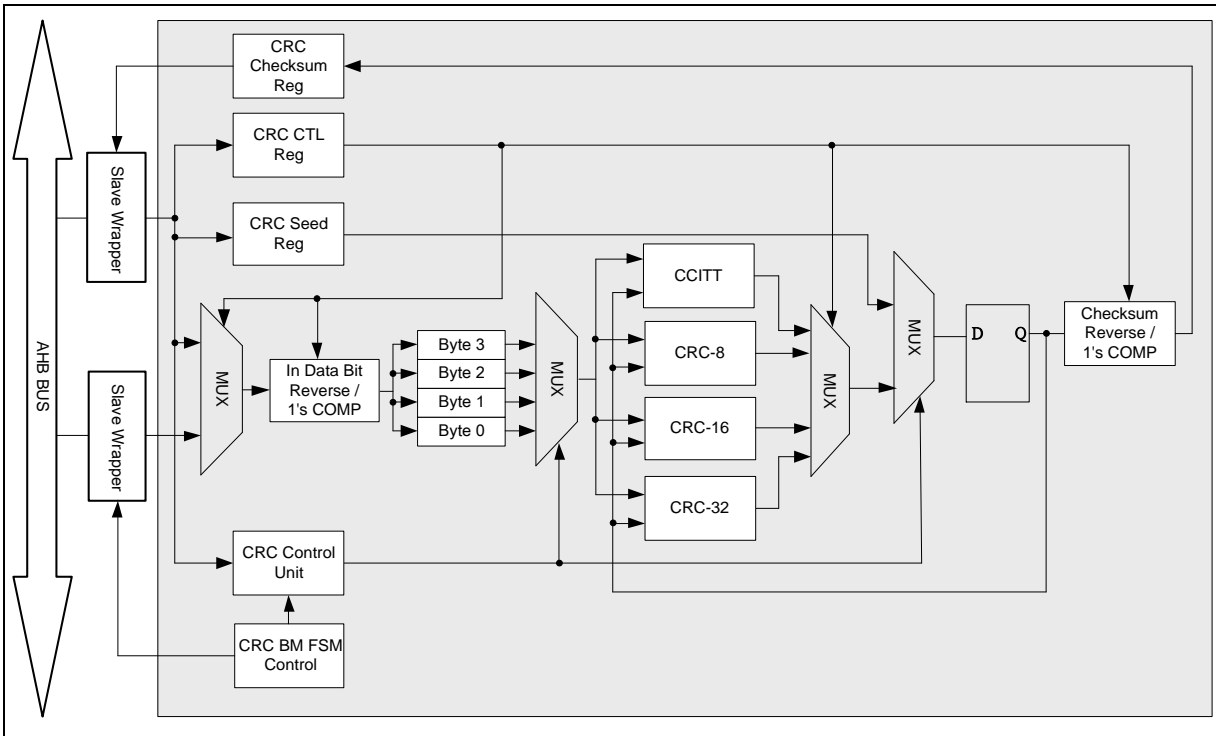 CRC
Checksum
Reg
CRC CTL
Reg
CRC Seed
Reg
Slave Wrapper
Slave Wrapper
AHB BUS
MUX
In Data Bit
Reverse /
1's COMP
Byte 3
Byte 2
Byte 1
Byte 0
MUX
CCITT
CRC-8
CRC-16
CRC-32
MUX
MUX
D Q
Checksum
Reverse /
1's COMP
CRC Control
Unit
CRC BM FSM
Control